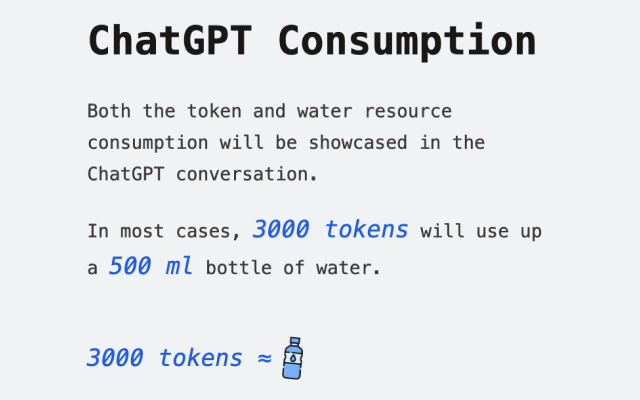 ChatGPT Consumption
Both the token and water resource
consumption will be showcased in the
ChatGPT conversation.
In most cases, 3000 tokens will use up
a 500 ml bottle of water.
3000 tokens ≈